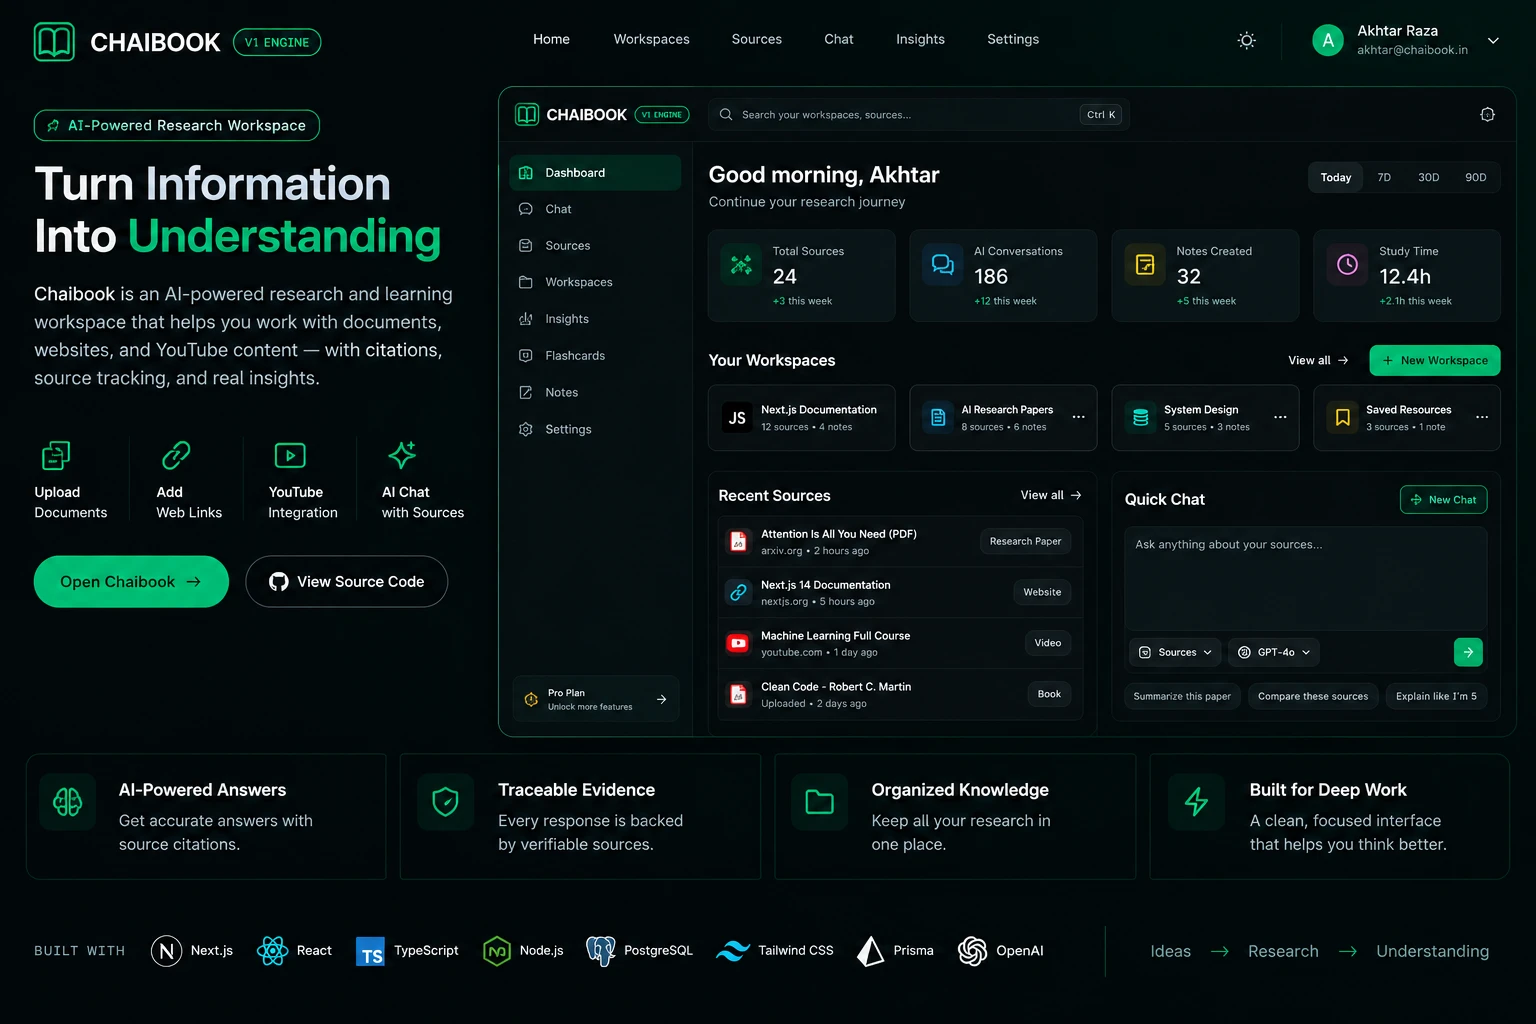 CHAIBOOK
V1 ENGINE
Home
Workspaces
Sources
Chat
Insights
Settings
A
Akhtar Raza
akhtar@chaibook.in
AI-Powered Research Workspace
Turn Information
Into Understanding
Chaibook is an AI-powered research and learning
workspace that helps you work with documents,
websites, and YouTube content — with citations,
source tracking, and real insights.
Upload
Documents
Add
Web Links
YouTube
Integration
AI Chat
with Sources
Open Chaibook →
View Source Code
CHAIBOOK
V1 ENGINE
Search your workspaces, sources...
Ctrl K
Dashboard
Chat
Sources
Workspaces
Insights
Flashcards
Notes
Settings
Pro Plan
Unlock more features
Good morning, Akhtar
Continue your research journey
Today
7D
30D
90D
Total Sources
24
+3 this week
AI Conversations
186
+12 this week
Notes Created
32
+5 this week
Study Time
12.4h
+2.1h this week
Your Workspaces
View all →
+ New Workspace
JS
Next.js Documentation
12 sources • 4 notes
AI Research Papers
8 sources • 6 notes
System Design
5 sources • 3 notes
Saved Resources
3 sources • 1 note
Recent Sources
View all →
Attention Is All You Need (PDF)
arxiv.org • 2 hours ago
Research Paper
Next.js 14 Documentation
nextjs.org • 5 hours ago
Website
Machine Learning Full Course
youtube.com • 1 day ago
Video
Clean Code - Robert C. Martin
Uploaded • 2 days ago
Book
Quick Chat
New Chat
Ask anything about your sources...
Sources
GPT-4o
Summarize this paper
Compare these sources
Explain like I'm 5
AI-Powered Answers
Get accurate answers with
source citations.
Traceable Evidence
Every response is backed
by verifiable sources.
Organized Knowledge
Keep all your research in
one place.
Built for Deep Work
A clean, focused interface
that helps you think better.
BUILT WITH
N
Next.js
React
TS
TypeScript
Node.js
PostgreSQL
Tailwind CSS
Prisma
OpenAI
Ideas → Research → Understanding